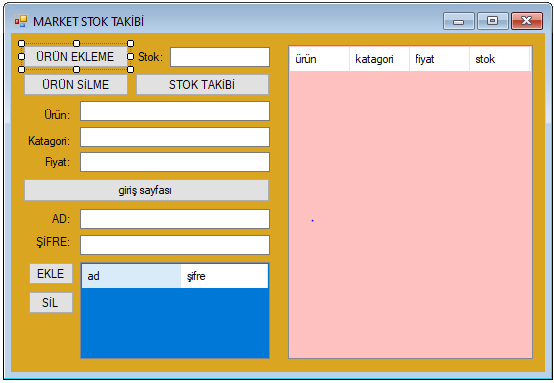 MARKET STOK TAKİBİ
ÜRÜN EKLEME
Stok:
ÜRÜN SİLME
STOK TAKİBİ
Ürün:
Katagori:
Fiyat:
giriş sayfası
AD:
ŞİFRE:
EKLE
SİL
ad şifre
ürün katagori fiyat stok